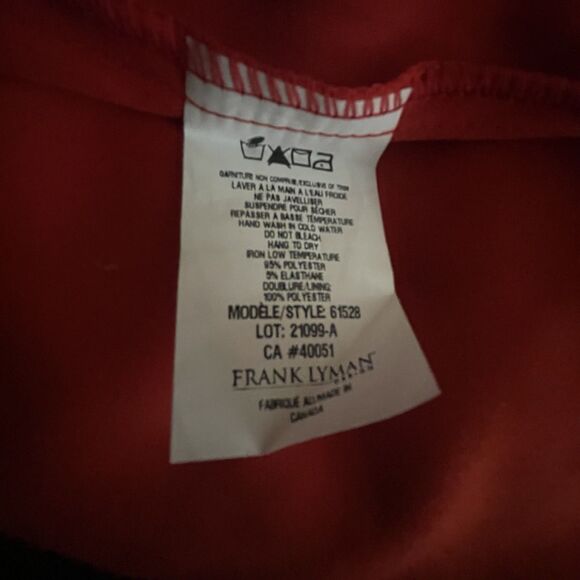 GARNITURE NON COMPRISE/EXCLUSIVE OF TRIM
LAVER À LA MAIN À L'EAU FROIDE
NE PAS JAVELLISER
SUSPENDRE POUR SÉCHER
REPASSER A BASSE TEMPÉRATURE
HAND WASH IN COLD WATER
DO NOT BLEACH
HANG TO DRY
IRON LOW TEMPERATURE
95% POLYESTER
5% ELASTHANE
DOUBLURE/LINING:
100% POLYESTER
MODÈLE/STYLE: 61528
LOT: 21099-A
CA #40051
FRANK LYMAN
DESIGN
FABRIQUÉ AU/MADE IN
CANADA